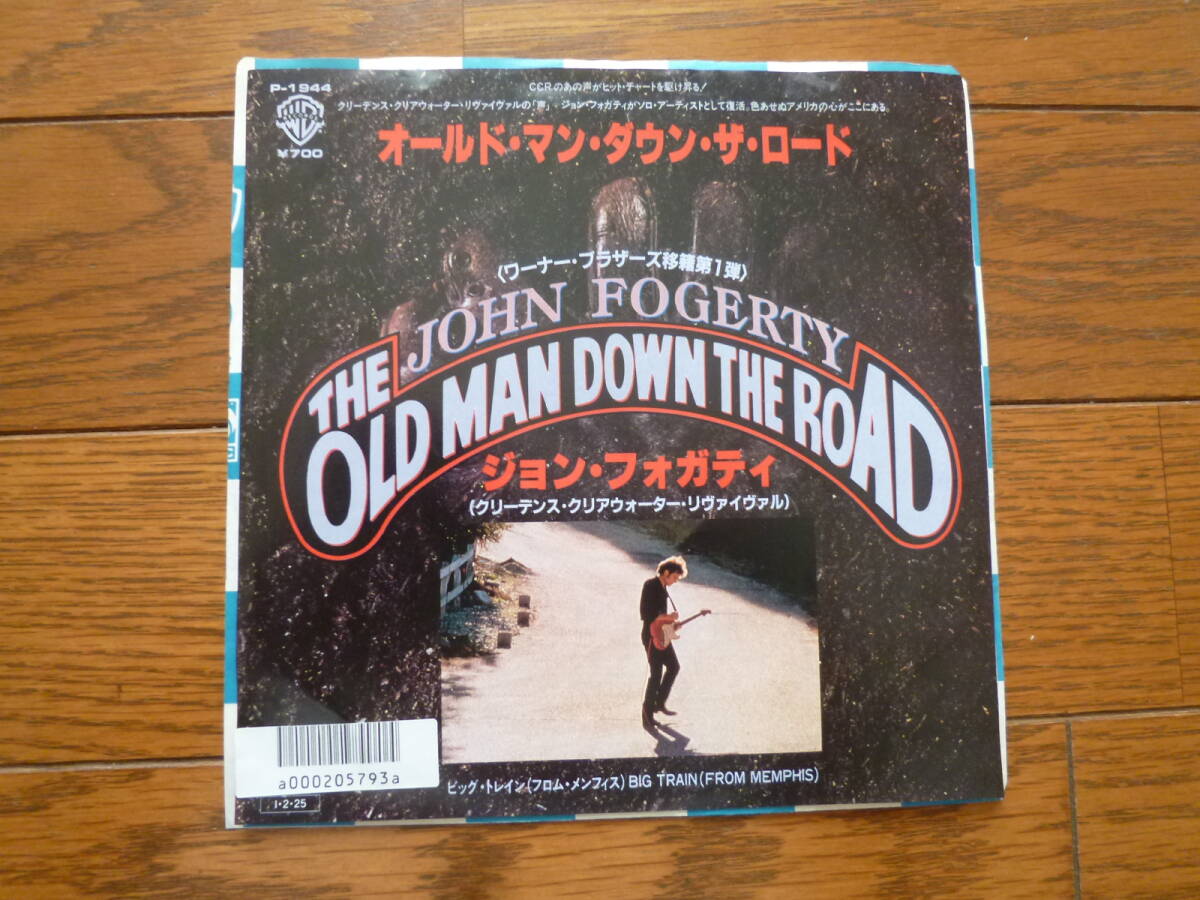 P-1944
CCR.のあの声がヒット・チャートを駆け昇る！
クリーデンス・クリアウォーター・リヴァイヴァルの「声」、ジョン・フォガティがソロ・アーティストとして復活。色あせぬアメリカの心がここにある。
¥700
オールド・マン・ダウン・ザ・ロード
〈ワーナー・ブラザーズ移籍第1弾〉
JOHN FOGERTY
THE
OLD MAN DOWN THE ROAD
ジョン・フォガティ
(クリーデンス・クリアウォーター・リヴァイヴァル)
a000205793a
ビッグ・トレイン(フロム・メンフィス) BIG TRAIN (FROM MEMPHIS)
1・2・25